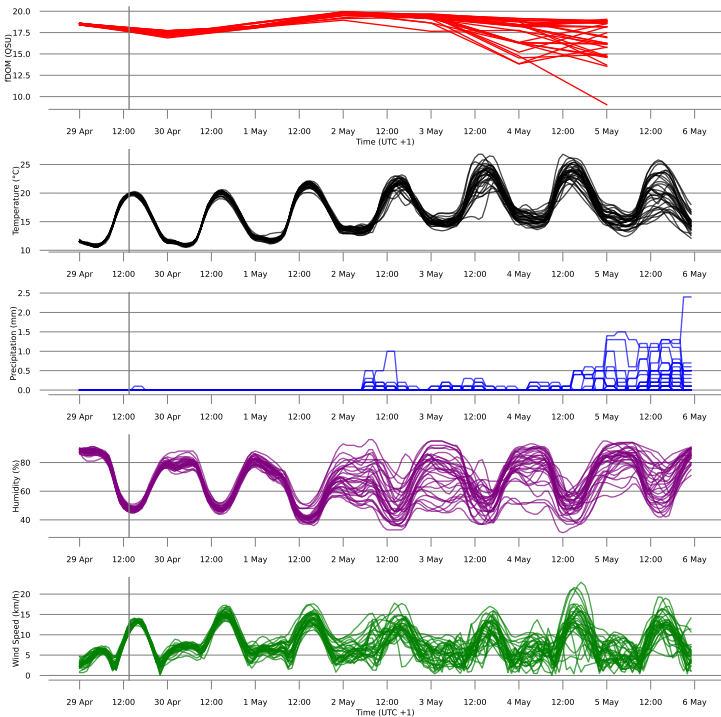 fDOM (QSU)
20.0
17.5
15.0
12.5
10.0
29 Apr 12:00 30 Apr 12:00 1 May 12:00 2 May 12:00 3 May 12:00 4 May 12:00 5 May 12:00 6 May
Time (UTC +1)
Temperature (°C)
25
20
15
10
29 Apr 12:00 30 Apr 12:00 1 May 12:00 2 May 12:00 3 May 12:00 4 May 12:00 5 May 12:00 6 May
Precipitation (mm)
2.5
2.0
1.5
1.0
0.5
0.0
29 Apr 12:00 30 Apr 12:00 1 May 12:00 2 May 12:00 3 May 12:00 4 May 12:00 5 May 12:00 6 May
Humidity (%)
80
60
40
29 Apr 12:00 30 Apr 12:00 1 May 12:00 2 May 12:00 3 May 12:00 4 May 12:00 5 May 12:00 6 May
Wind Speed (km/h)
20
15
10
5
0
29 Apr 12:00 30 Apr 12:00 1 May 12:00 2 May 12:00 3 May 12:00 4 May 12:00 5 May 12:00 6 May
Time (UTC +1)